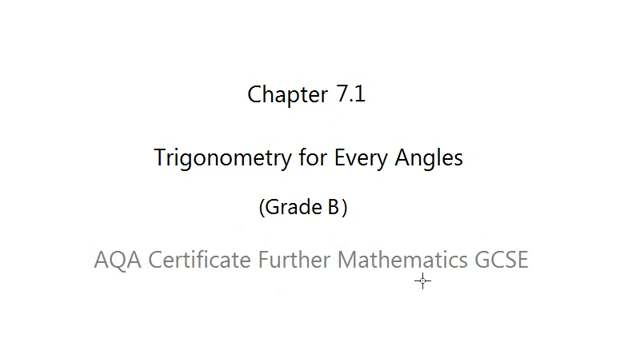 Chapter 7.1
Trigonometry for Every Angles
(Grade B)
AQA Certificate Further Mathematics GCSE